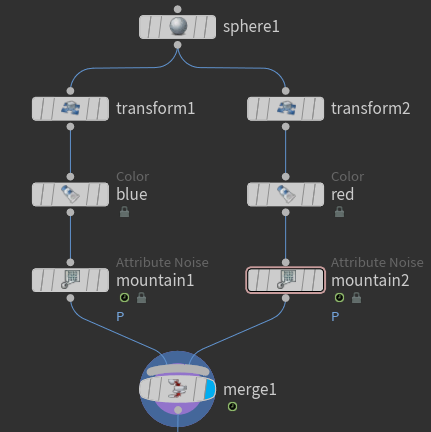 sphere1
transform1
transform2
Color
blue
Color
red
Attribute Noise
mountain1
P
Attribute Noise
mountain2
P
merge1